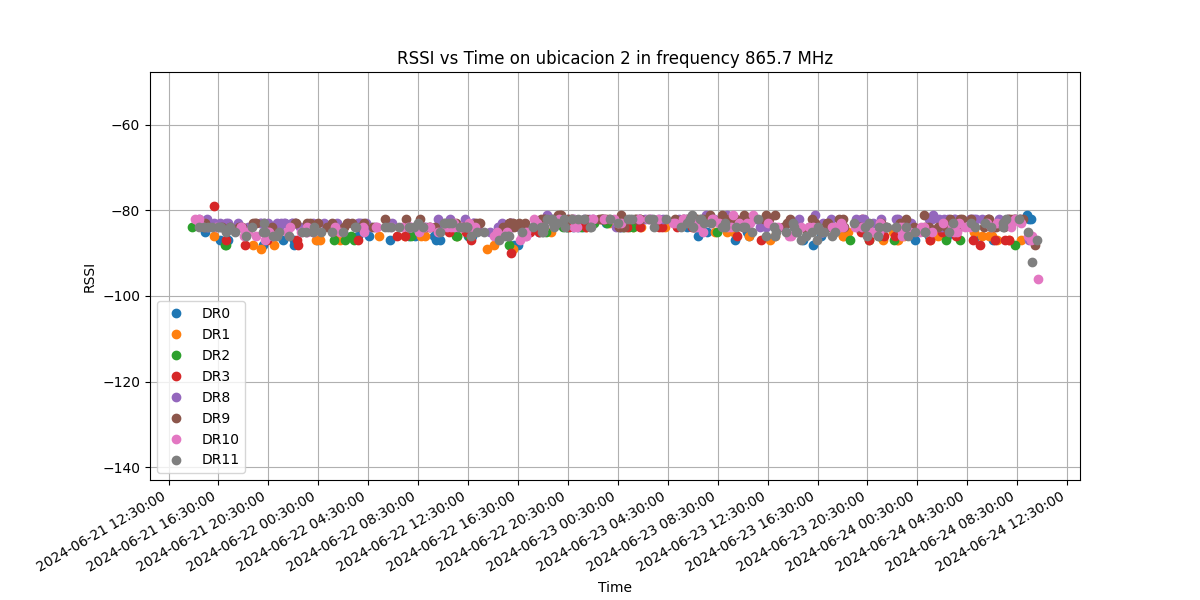 RSSI vs Time on ubicacion 2 in frequency 865.7 MHz
RSSI
−60
−80
−100
−120
−140
DR0
DR1
DR2
DR3
DR8
DR9
DR10
DR11
2024-06-21 12:30:00
2024-06-21 16:30:00
2024-06-21 20:30:00
2024-06-22 00:30:00
2024-06-22 04:30:00
2024-06-22 08:30:00
2024-06-22 12:30:00
2024-06-22 16:30:00
2024-06-22 20:30:00
2024-06-23 00:30:00
2024-06-23 04:30:00
2024-06-23 08:30:00
2024-06-23 12:30:00
2024-06-23 16:30:00
2024-06-23 20:30:00
2024-06-24 00:30:00
2024-06-24 04:30:00
2024-06-24 08:30:00
2024-06-24 12:30:00
Time